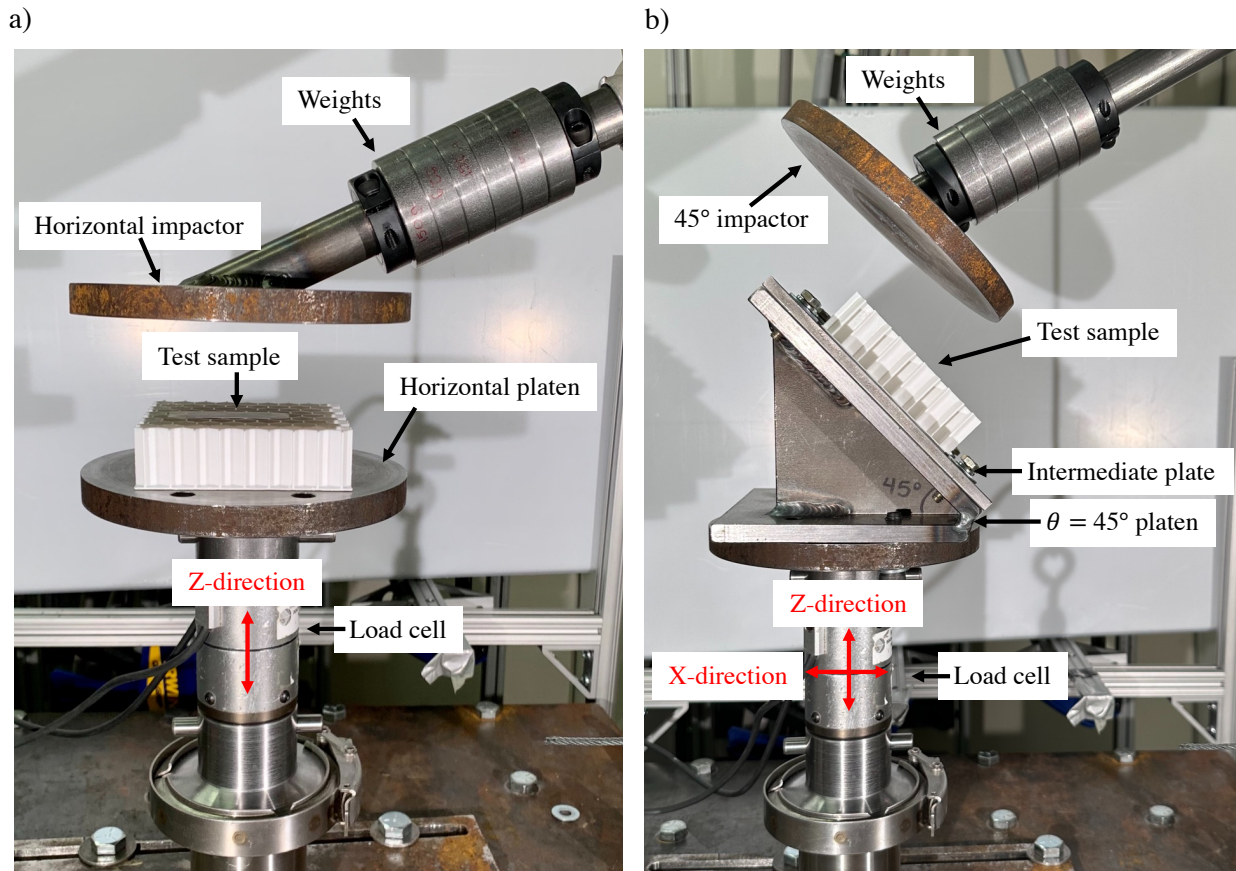 a)
Weights
Horizontal impactor
Test sample
Horizontal platen
Z-direction
Load cell
b)
Weights
45° impactor
Test sample
Intermediate plate
45°
θ = 45° platen
Z-direction
X-direction
Load cell